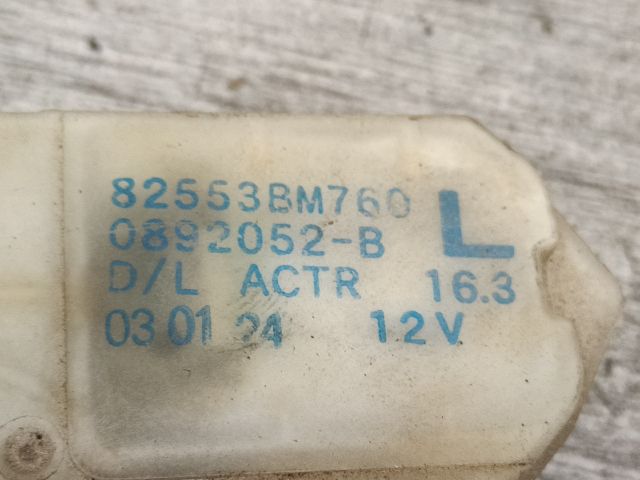 82553BM760
0892052-B L
D/L ACTR 16.3
03 01 24 12V